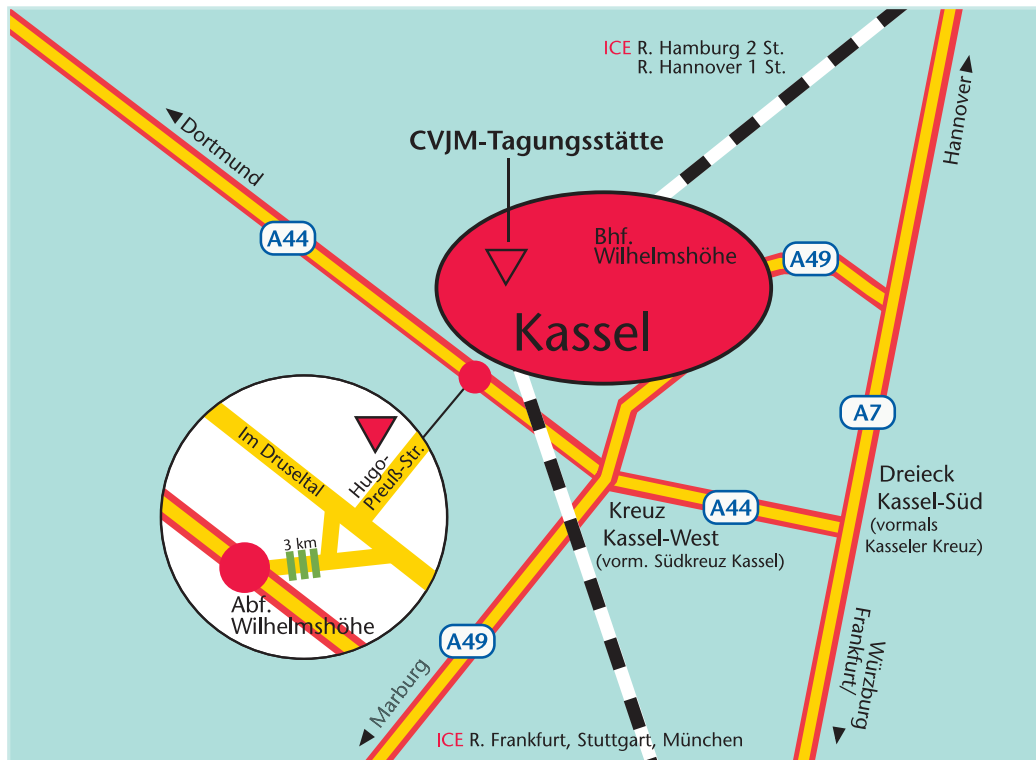 ICE R. Hamburg 2 St.
R. Hannover 1 St.
Hannover
Dortmund
CVJM-Tagungsstätte
A44
Bhf.
Wilhelmshöhe
A49
Kassel
A7
Im Druseltal
Hugo-
Preuß-Str.
3 km
Abf.
Wilhelmshöhe
Dreieck
Kassel-Süd
(vormals
Kasseler Kreuz)
A44
Kreuz
Kassel-West
(vorm. Südkreuz Kassel)
A49
Marburg
Würzburg
Frankfurt/
ICE R. Frankfurt, Stuttgart, München